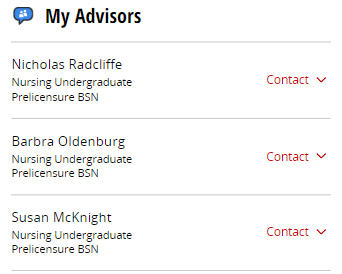 My Advisors
Nicholas Radcliffe
Nursing Undergraduate
Prelicensure BSN
Contact
Barbra Oldenburg
Nursing Undergraduate
Prelicensure BSN
Contact
Susan McKnight
Nursing Undergraduate
Prelicensure BSN
Contact